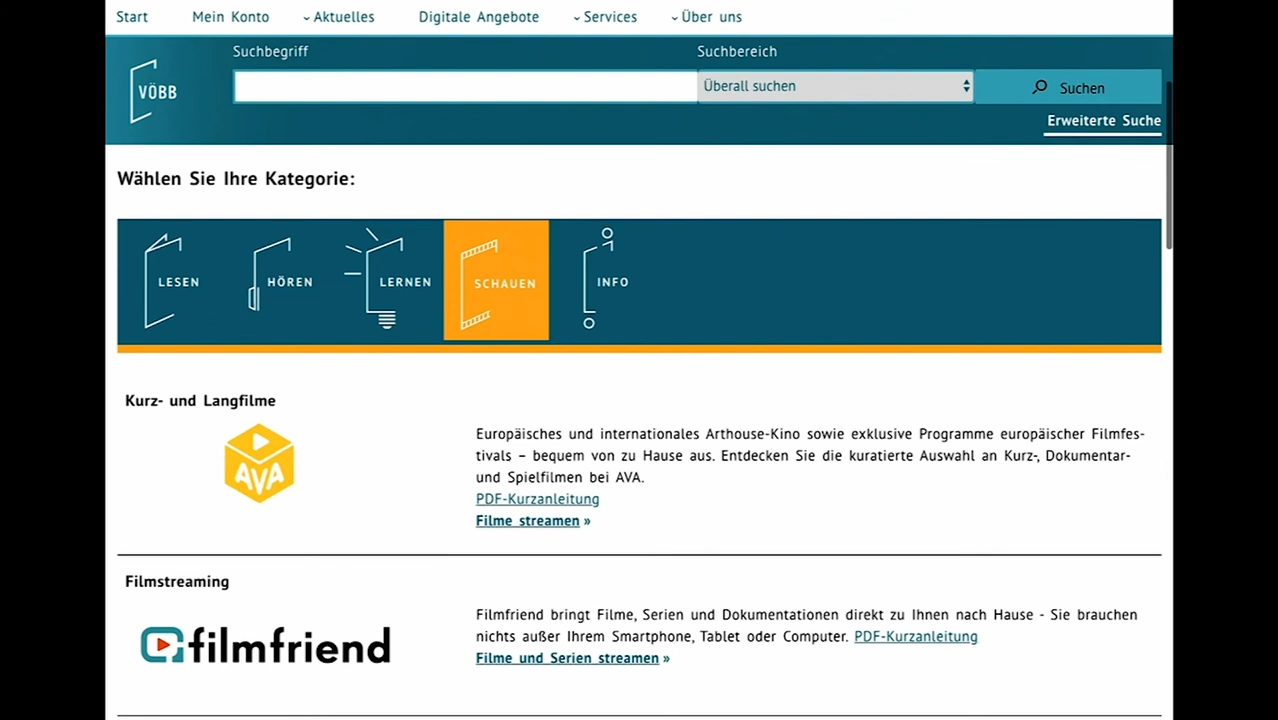 Start Mein Konto Aktuelles Digitale Angebote Services Über uns
Suchbegriff Suchbereich
VÖBB
Überall suchen
Suchen
Erweiterte Suche
Wählen Sie Ihre Kategorie:
LESEN HÖREN LERNEN SCHAUEN INFO
Kurz- und Langfilme
AVA
Europäisches und internationales Arthouse-Kino sowie exklusive Programme europäischer Filmfes-
tivals – bequem von zu Hause aus. Entdecken Sie die kuratierte Auswahl an Kurz-, Dokumentar-
und Spielfilmen bei AVA.
PDF-Kurzanleitung
Filme streamen »
Filmstreaming
filmfriend
Filmfriend bringt Filme, Serien und Dokumentationen direkt zu Ihnen nach Hause - Sie brauchen
nichts außer Ihrem Smartphone, Tablet oder Computer. PDF-Kurzanleitung
Filme und Serien streamen »